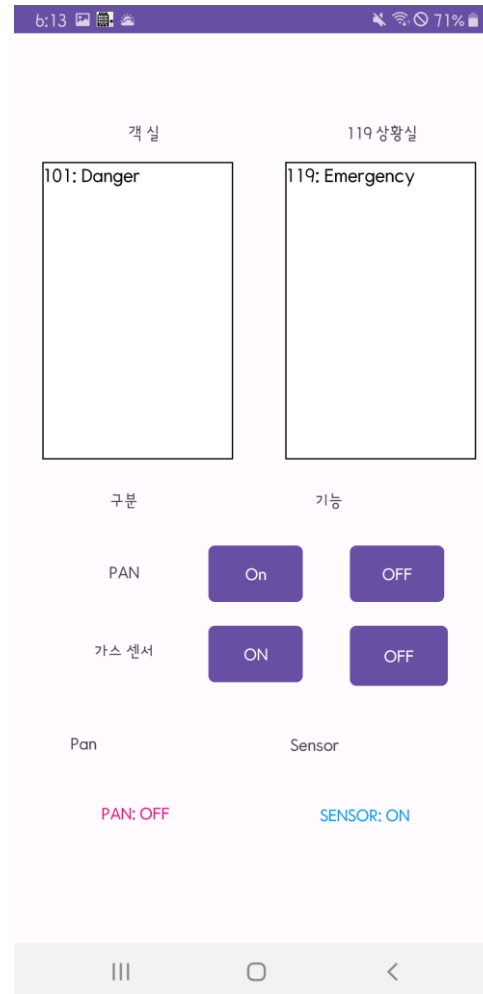 6:13 71%
객 실 119 상황실
101: Danger 119: Emergency
구분 기능
PAN On OFF
가스 센서 ON OFF
Pan Sensor
PAN: OFF SENSOR: ON